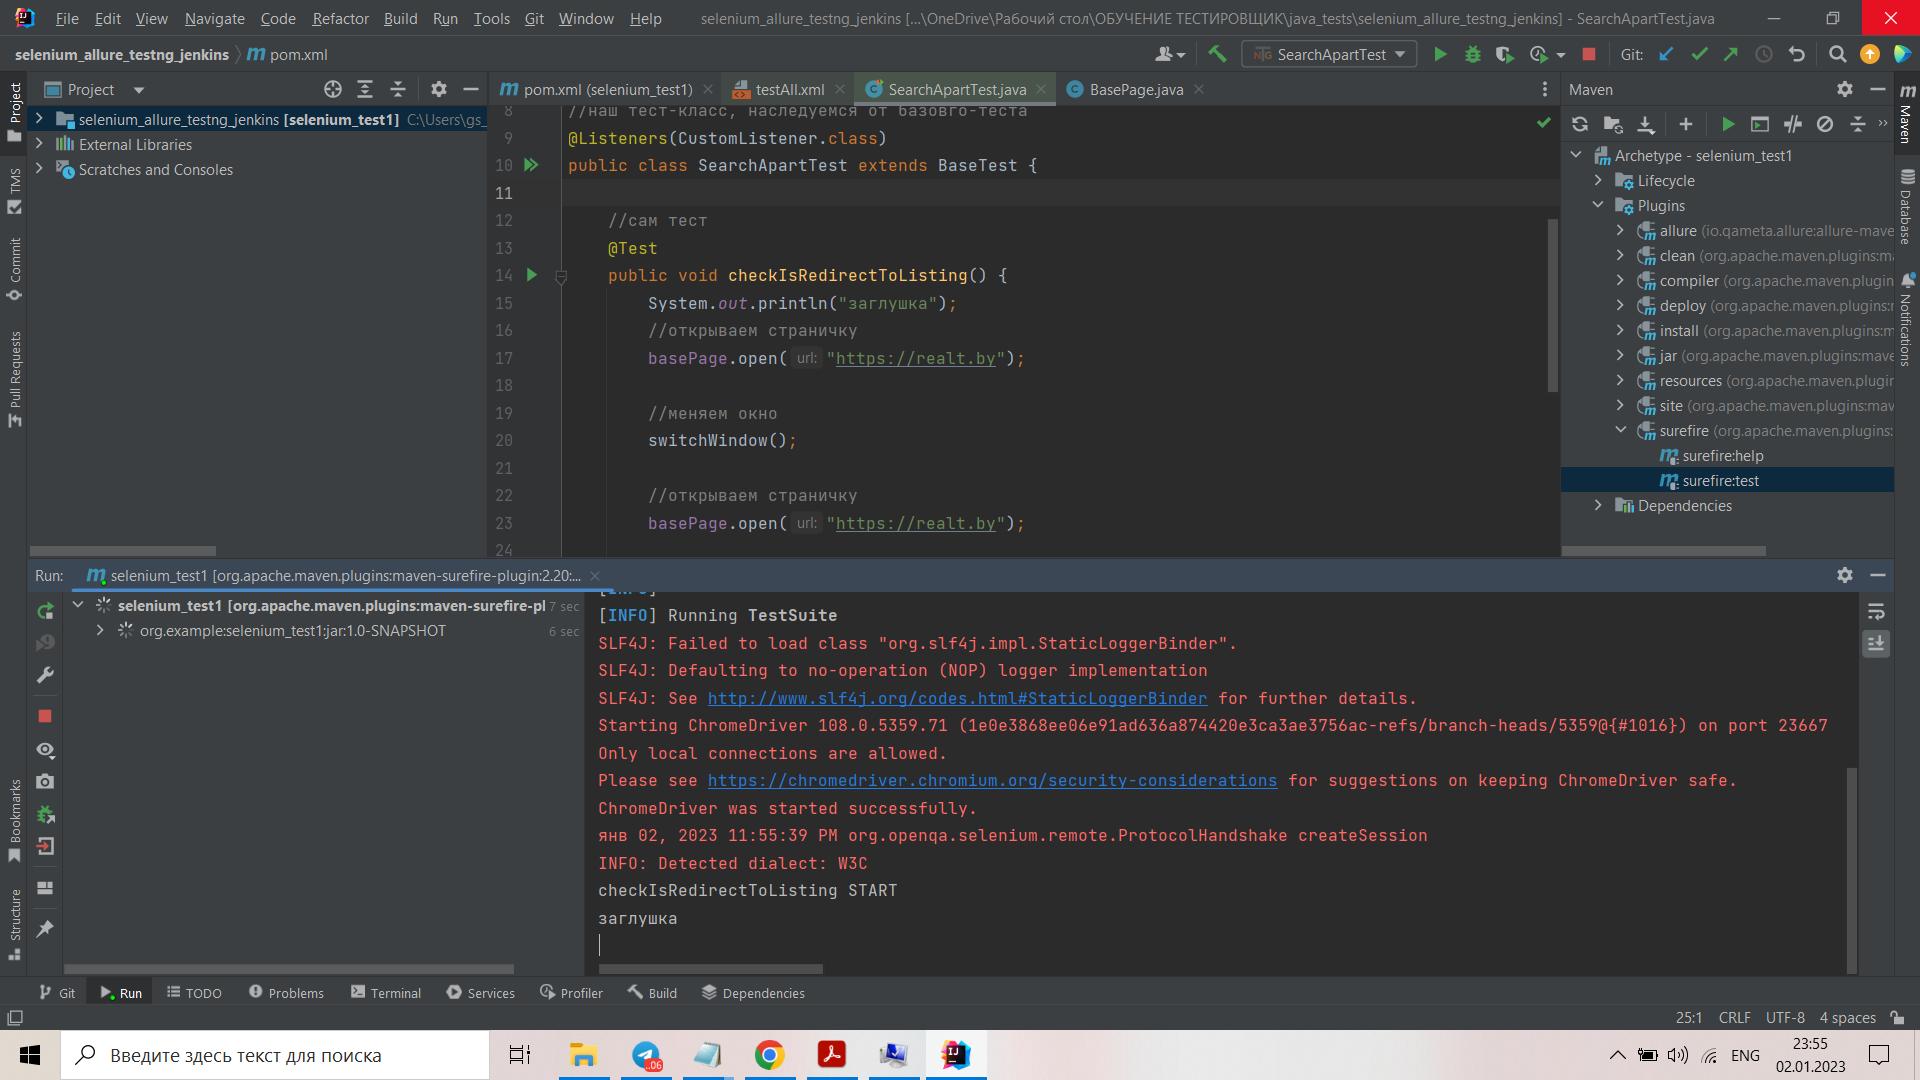 File Edit View Navigate Code Refactor Build Run Tools Git Window Help selenium_allure_testng_jenkins [...\OneDrive\Рабочий стол\ОБУЧЕНИЕ ТЕСТИРОВЩИК\java_tests\selenium_allure_testng_jenkins] - SearchApartTest.java
selenium_allure_testng_jenkins pom.xml SearchApartTest Git:
Project pom.xml (selenium_test1) testAll.xml SearchApartTest.java BasePage.java Maven
selenium_allure_testng_jenkins [selenium_test1] C:\Users\gs_
External Libraries
Scratches and Consoles
8 //наш тест-класс, наследуемся от базовго-теста
9 @Listeners(CustomListener.class)
10 public class SearchApartTest extends BaseTest {
11
12 //сам тест
13 @Test
14 public void checkIsRedirectToListing() {
15 System.out.println("заглушка");
16 //открываем страничку
17 basePage.open( url: "https://realt.by");
18
19 //меняем окно
20 switchWindow();
21
22 //открываем страничку
23 basePage.open( url: "https://realt.by");
24
Archetype - selenium_test1
Lifecycle
Plugins
allure (io.qameta.allure:allure-mave
clean (org.apache.maven.plugins:m
compiler (org.apache.maven.plugin
deploy (org.apache.maven.plugins:
install (org.apache.maven.plugins:m
jar (org.apache.maven.plugins:mave
resources (org.apache.maven.plugir
site (org.apache.maven.plugins:mav
surefire (org.apache.maven.plugins:
surefire:help
surefire:test
Dependencies
Project
TMS
Commit
Pull Requests
Bookmarks
Structure
Maven
Database
Notifications
Run: selenium_test1 [org.apache.maven.plugins:maven-surefire-plugin:2.20:...
selenium_test1 [org.apache.maven.plugins:maven-surefire-pl 7 sec
org.example:selenium_test1:jar:1.0-SNAPSHOT 6 sec
[INFO]
[INFO] Running TestSuite
SLF4J: Failed to load class "org.slf4j.impl.StaticLoggerBinder".
SLF4J: Defaulting to no-operation (NOP) logger implementation
SLF4J: See http://www.slf4j.org/codes.html#StaticLoggerBinder for further details.
Starting ChromeDriver 108.0.5359.71 (1e0e3868ee06e91ad636a874420e3ca3ae3756ac-refs/branch-heads/5359@{#1016}) on port 23667
Only local connections are allowed.
Please see https://chromedriver.chromium.org/security-considerations for suggestions on keeping ChromeDriver safe.
ChromeDriver was started successfully.
янв 02, 2023 11:55:39 PM org.openqa.selenium.remote.ProtocolHandshake createSession
INFO: Detected dialect: W3C
checkIsRedirectToListing START
заглушка
Git Run TODO Problems Terminal Services Profiler Build Dependencies
25:1 CRLF UTF-8 4 spaces
Введите здесь текст для поиска ..06 ENG 23:55
02.01.2023